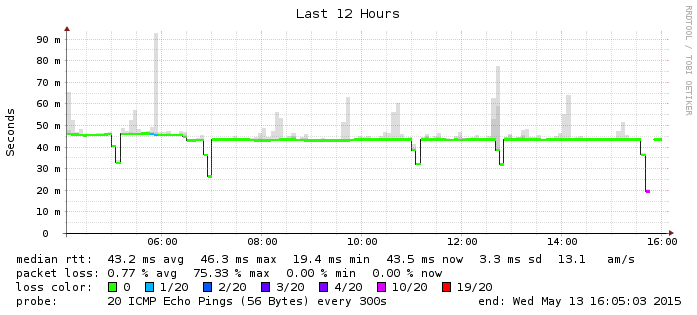 Last 12 Hours
RRDTOOL / TOBI OETIKER
Seconds
90 m
80 m
70 m
60 m
50 m
40 m
30 m
20 m
10 m
0
06:00 08:00 10:00 12:00 14:00 16:00
median rtt: 43.2 ms avg 46.3 ms max 19.4 ms min 43.5 ms now 3.3 ms sd 13.1 am/s
packet loss: 0.77 % avg 75.33 % max 0.00 % min 0.00 % now
loss color: 0 1/20 2/20 3/20 4/20 10/20 19/20
probe: 20 ICMP Echo Pings (56 Bytes) every 300s end: Wed May 13 16:05:03 2015